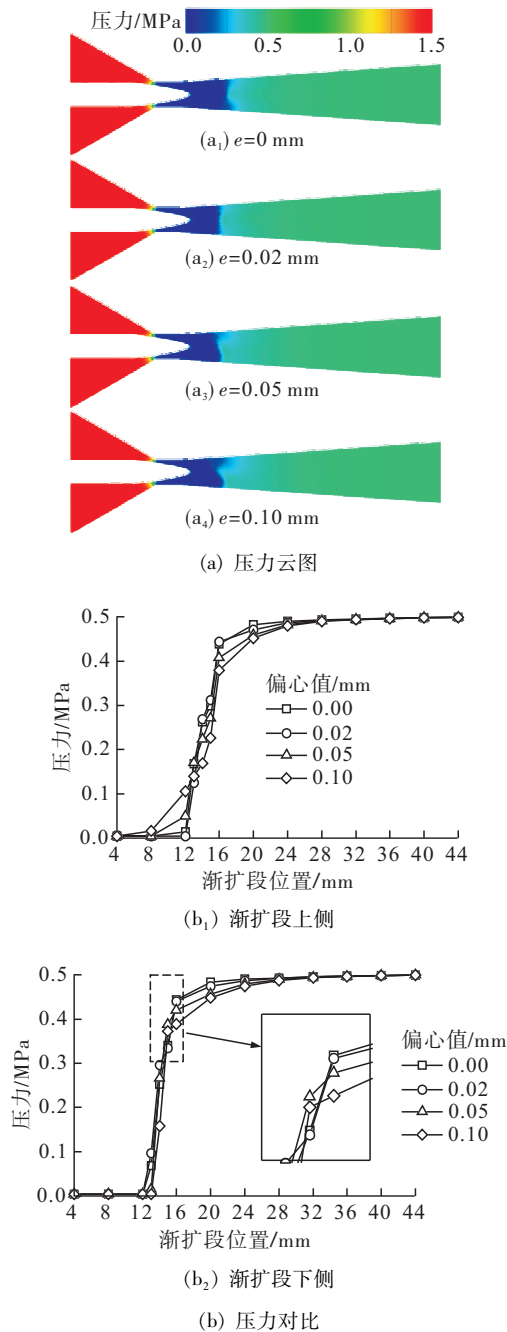 压力/MPa
0.0 0.5 1.0 1.5
(a₁) e=0 mm
(a₂) e=0.02 mm
(a₃) e=0.05 mm
(a₄) e=0.10 mm
(a) 压力云图
压力/MPa
0.5
0.4
0.3
0.2
0.1
0.0
偏心值/mm
0.00
0.02
0.05
0.10
4 8 12 16 20 24 28 32 36 40 44
渐扩段位置/mm
(b₁) 渐扩段上侧
压力/MPa
0.5
0.4
0.3
0.2
0.1
0.0
偏心值/mm
0.00
0.02
0.05
0.10
4 8 12 16 20 24 28 32 36 40 44
渐扩段位置/mm
(b₂) 渐扩段下侧
(b) 压力对比